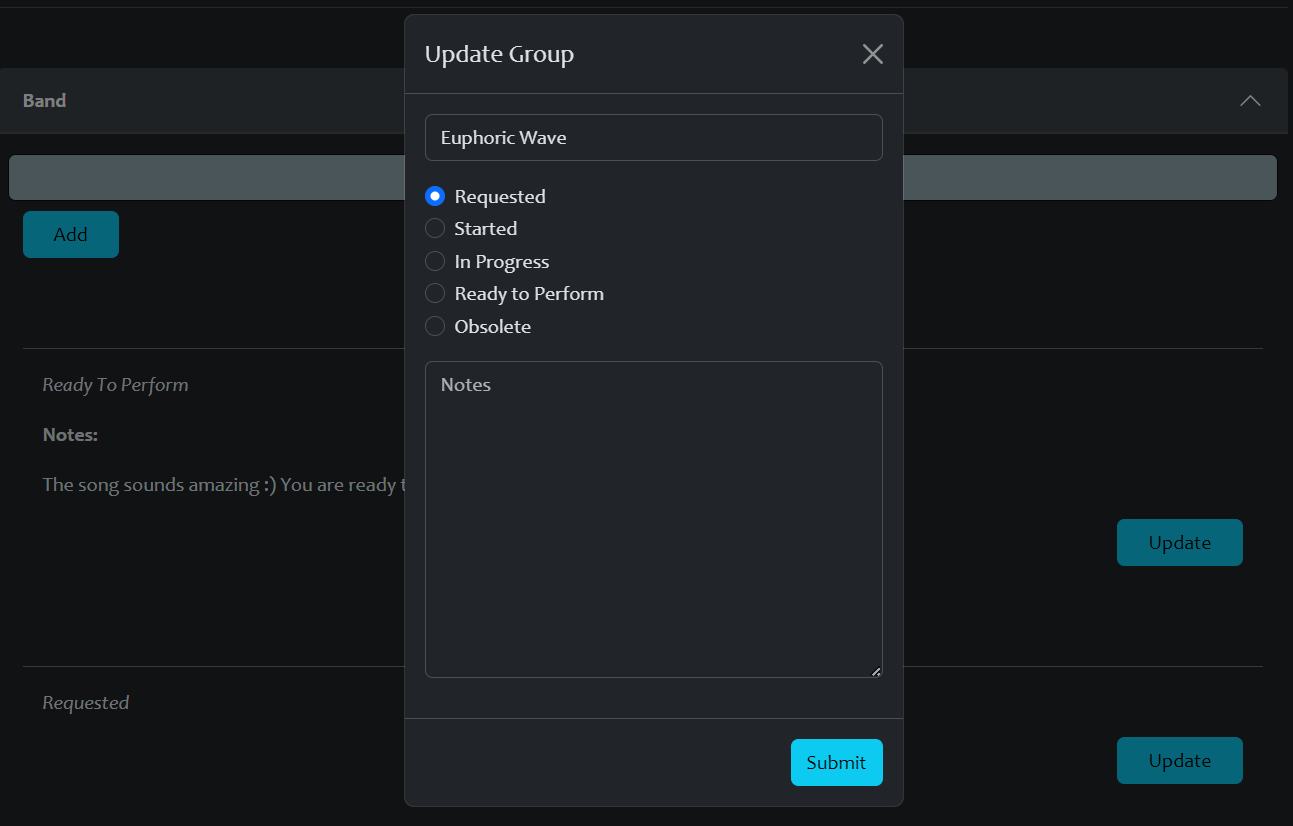 Update Group
Band
Euphoric Wave
Requested
Started
Add
In Progress
Ready to Perform
Obsolete
Ready To Perform
Notes
Notes:
The song sounds amazing :) You are ready
Update
Requested
Update
Submit